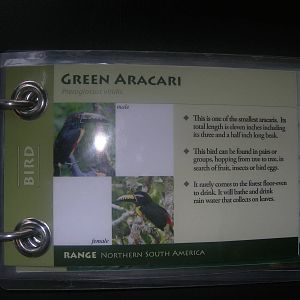 GREEN ARACARI
Pteroglossus viridis
BIRD
male
This is one of the smallest aracaris. Its
total length is eleven inches including
its three and a half inch long beak.
This bird can be found in pairs or
groups, hopping from tree to tree, in
search of fruit, insects or bird eggs.
It rarely comes to the forest floor-even
to drink. It will bathe and drink
rain water that collects on leaves.
female
RANGE NORTHERN SOUTH AMERICA